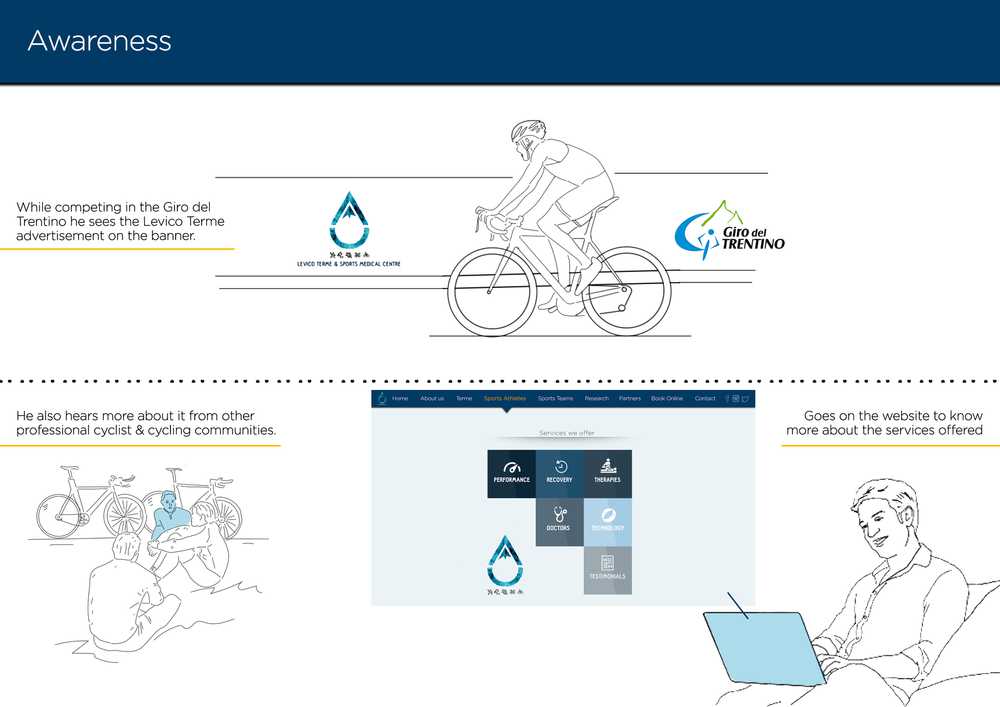 Awareness
While competing in the Giro del
Trentino he sees the Levico Terme
advertisement on the banner.
LEVICO TERME & SPORTS MEDICAL CENTRE
Giro del
TRENTINO
He also hears more about it from other
professional cyclist & cycling communities.
Home About us Terme Sports Athletes Sports Teams Research Partners Book Online Contact
Services we offer
PERFORMANCE RECOVERY THERAPIES
DOCTORS TECHNOLOGY
TESTIMONIALS
Goes on the website to know
more about the services offered